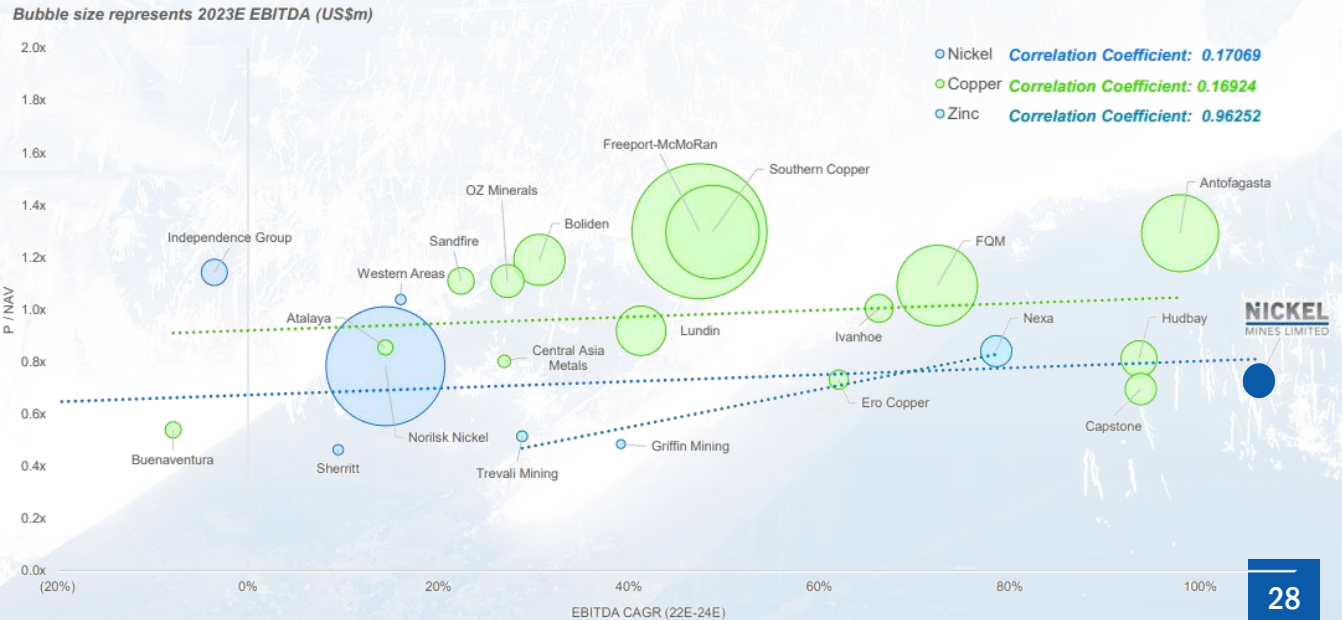 Bubble size represents 2023E EBITDA (US$m)
2.0x
Nickel Correlation Coefficient: 0.17069
Copper Correlation Coefficient: 0.16924
1.8x
Zinc Correlation Coefficient: 0.96252
1.6x
Freeport-McMoRan
Southern Copper
Antofagasta
OZ Minerals
1.4x
Boliden
Independence Group
Sandfire
FQM
1.2x
Western Areas
P / NAV
1.0x
NICKEL
MINES LIMITED
Atalaya
Nexa
Hudbay
Lundin
Ivanhoe
Central Asia
Metals
0.8x
Ero Copper
0.6x
Capstone
Norilsk Nickel
Griffin Mining
Buenaventura
Sherritt
0.4x
Trevali Mining
0.2x
0.0x
(20%)
0%
20%
40%
60%
80%
100%
EBITDA CAGR (22E-24E)
28